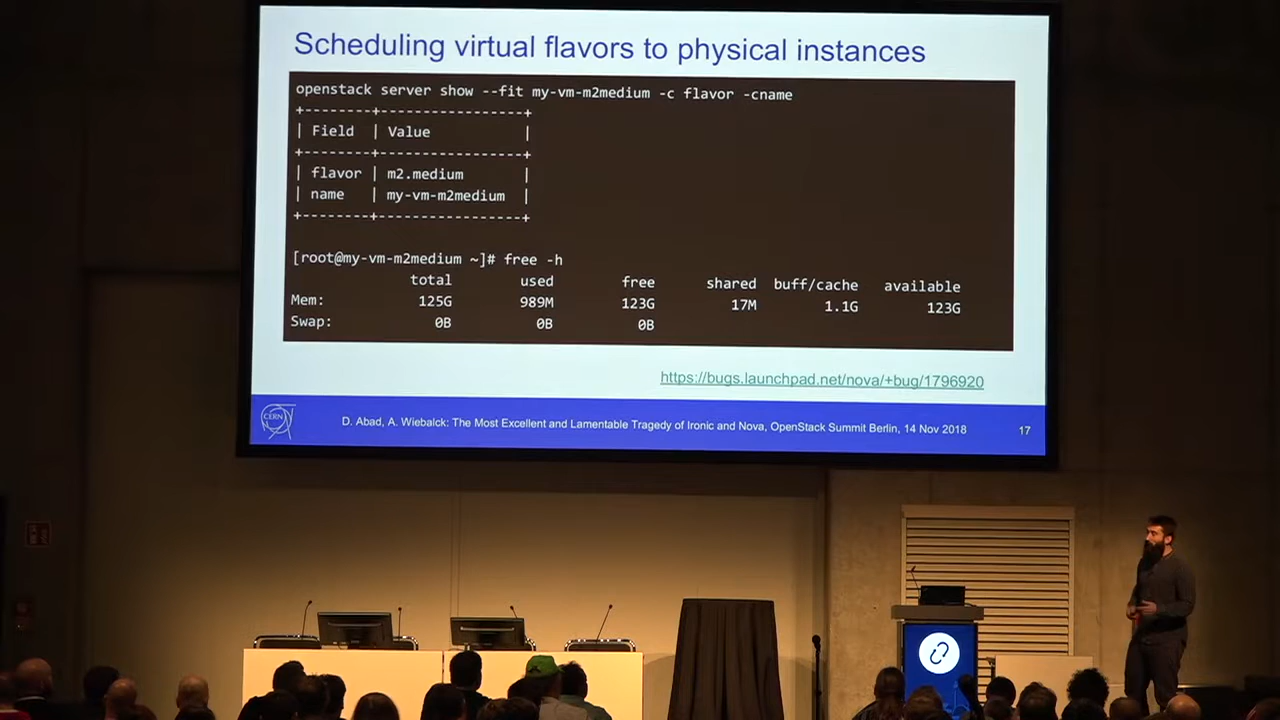 Scheduling virtual flavors to physical instances
openstack server show --fit my-vm-m2medium -c flavor -cname
+--------+----------------+
| Field | Value |
+--------+----------------+
| flavor | m2.medium |
| name | my-vm-m2medium |
+--------+----------------+
[root@my-vm-m2medium ~]# free -h
total used free shared buff/cache available
Mem: 125G 989M 123G 17M 1.1G 123G
Swap: 0B 0B 0B
https://bugs.launchpad.net/nova/+bug/1796920
CERN
D. Abad, A. Wiebalck: The Most Excellent and Lamentable Tragedy of Ironic and Nova, OpenStack Summit Berlin, 14 Nov 2018
17